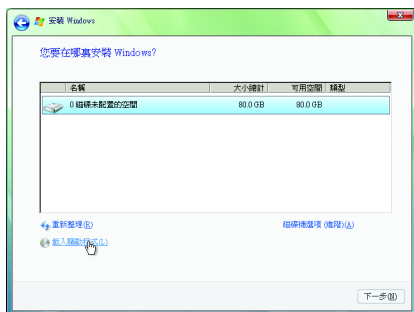 安裝 Windows
您要在哪裏安裝 Windows?
名稱 大小總計 可用空間 類型
0 磁碟未配置的空間 80.0 GB 80.0 GB
重新整理(R) 磁碟機選項 (進階)(A)
載入驅動程式(L)
下一步(N)